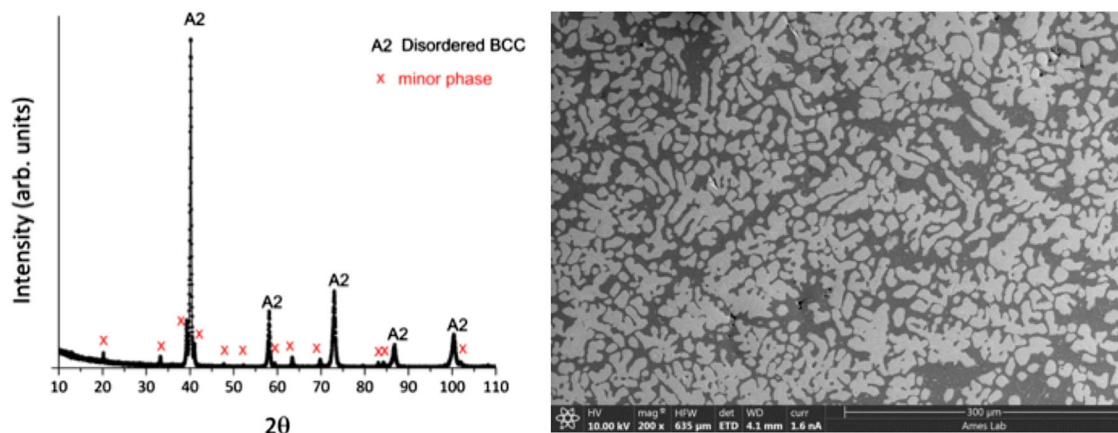 A2
A2 Disordered BCC
x minor phase
Intensity (arb. units)
A2
A2
A2
A2
x
x
x
x
x
x
x
x
x
x
x
x
10 20 30 40 50 60 70 80 90 100 110
2θ
HV mag HFW det WD curr
10.00 kV 200 x 635 µm ETD 4.1 mm 1.6 nA
300 µm
Ames Lab